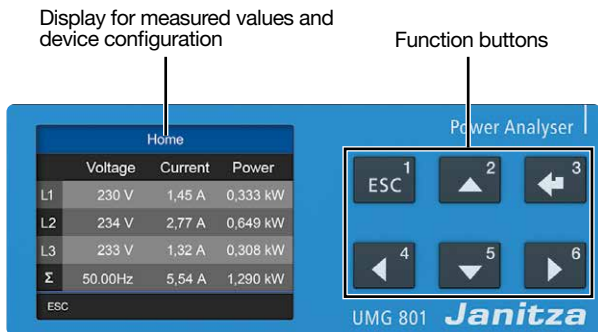 Display for measured values and
device configuration
Function buttons
Home
Voltage Current Power
L1 230 V 1,45 A 0,333 kW
L2 234 V 2,77 A 0,649 kW
L3 233 V 1,32 A 0,308 kW
Σ 50.00Hz 5,54 A 1,290 kW
ESC
Power Analyser
ESC 1
2
3
4
5
6
UMG 801 Janitza